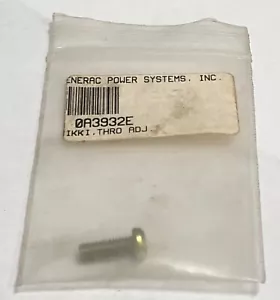 ENERAC POWER SYSTEMS, INC.
0A3932E
IKKI,THRO ADJ.